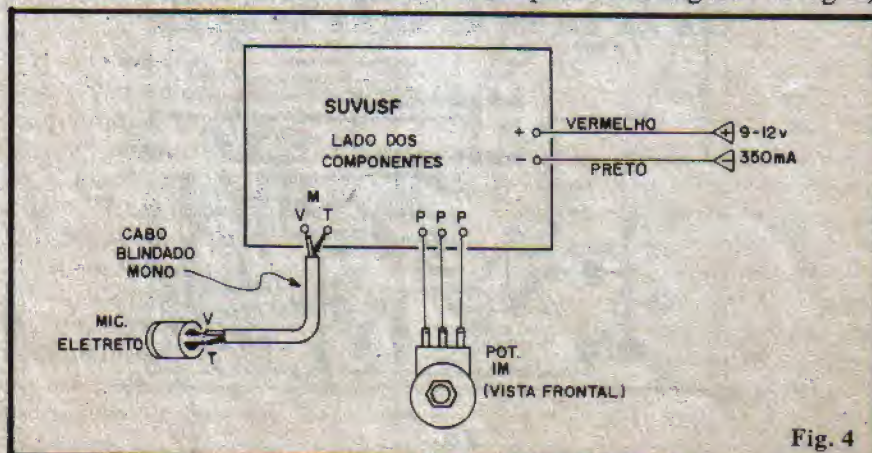 SUVUSF
LADO DOS
COMPONENTES
+ VERMELHO + 9-12v
- PRETO 350mA
M
V T
P P P
CABO
BLINDADO
MONO
MIC.
ELETRETO
V
T
POT.
1M
(VISTA FRONTAL)
Fig. 4